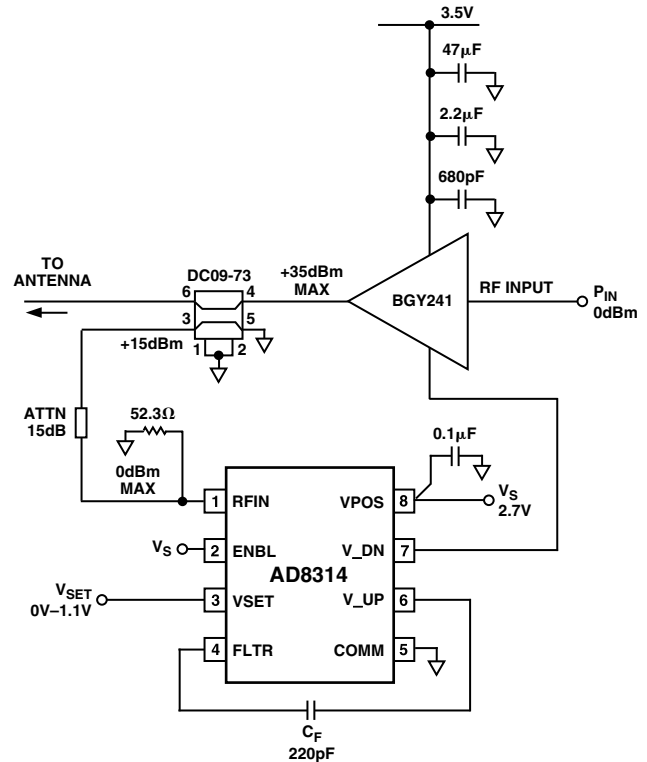 3.5V
47µF
2.2µF
680pF
TO
ANTENNA
DC09-73
+35dBm
MAX
6
4
BGY241
RF INPUT
P_IN
0dBm
3
5
+15dBm
1
2
ATTN
15dB
52.3Ω
0.1µF
0dBm
MAX
1
RFIN
VPOS
8
V_S
2.7V
V_S
2
ENBL
V_DN
7
AD8314
V_SET
0V–1.1V
3
VSET
V_UP
6
4
FLTR
COMM
5
C_F
220pF